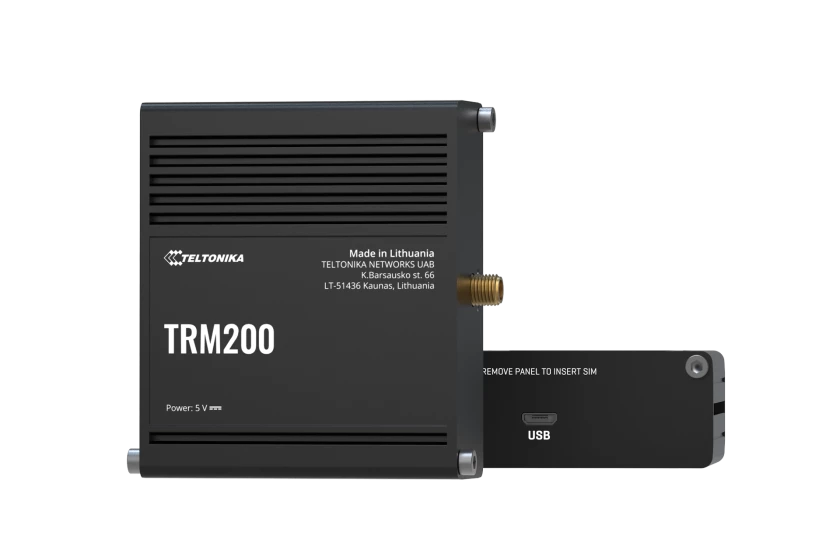 TELTONIKA
Made in Lithuania
TELTONIKA NETWORKS UAB
K.Barsausko st. 66
LT-51436 Kaunas, Lithuania
TRM200
Power: 5 V ⎓
REMOVE PANEL TO INSERT SIM
USB